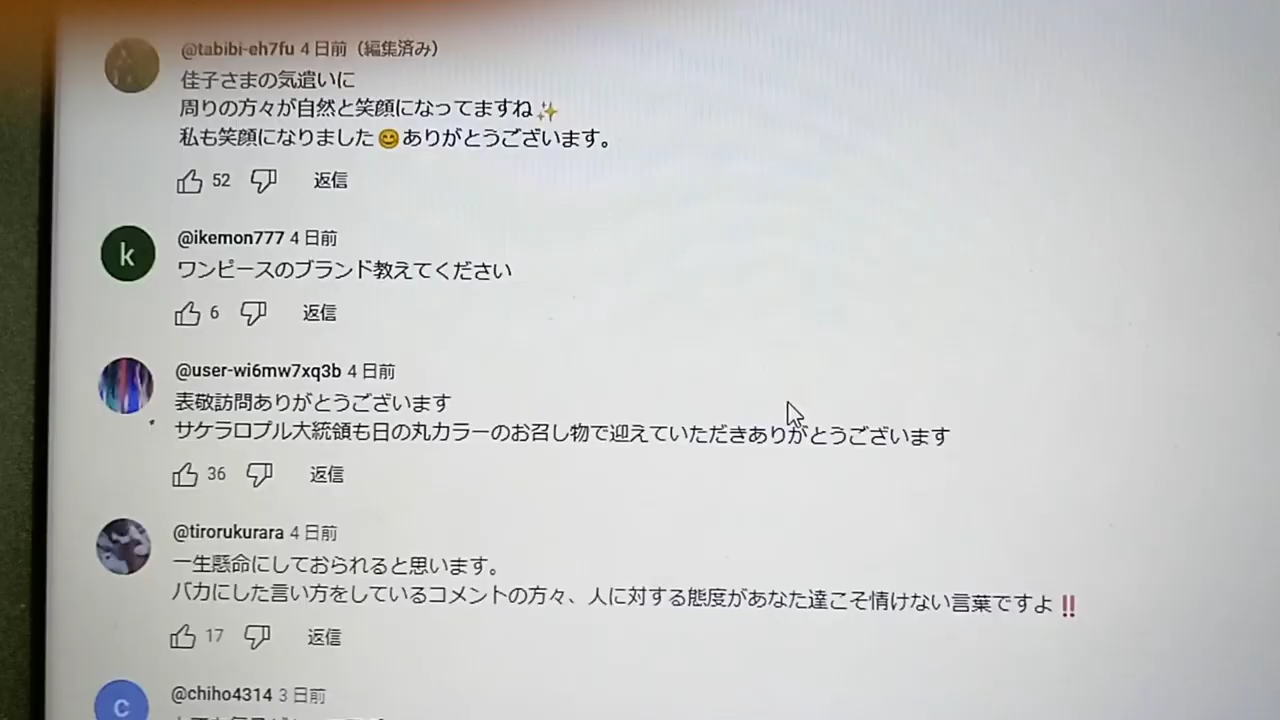 @tabibi-eh7fu 4 日前（編集済み）
佳子さまの気遣いに
周りの方々が自然と笑顔になってますね✨
私も笑顔になりました😊ありがとうございます。
52 返信
k
@ikemon777 4 日前
ワンピースのブランド教えてください
6 返信
@user-wi6mw7xq3b 4 日前
表敬訪問ありがとうございます
サケラロプル大統領も日の丸カラーのお召し物で迎えていただきありがとうございます
36 返信
@tirorukurara 4 日前
一生懸命にしておられると思います。
バカにした言い方をしているコメントの方々、人に対する態度があなた達こそ情けない言葉ですよ‼️
17 返信
c
@chiho4314 3 日前